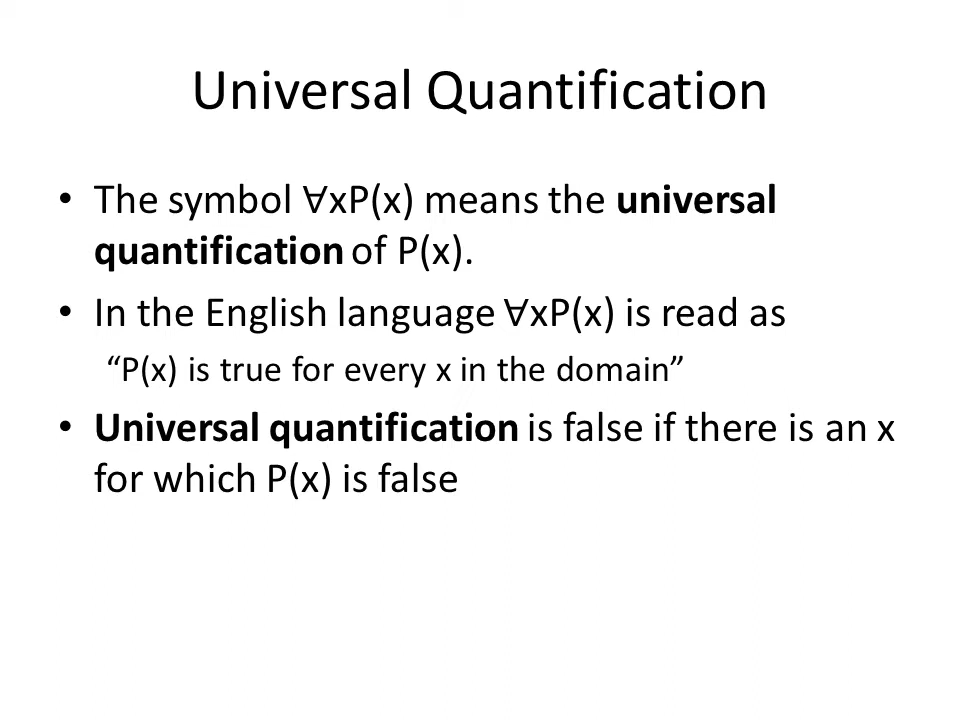 Universal Quantification
• The symbol ∀xP(x) means the universal
quantification of P(x).
• In the English language ∀xP(x) is read as
“P(x) is true for every x in the domain”
• Universal quantification is false if there is an x
for which P(x) is false